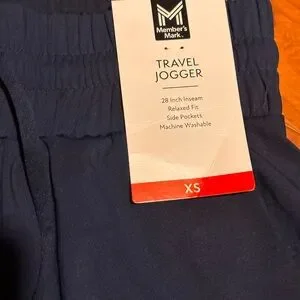 Member's
Mark
TRAVEL
JOGGER
28 Inch Inseam
Relaxed Fit
Side Pockets
Machine Washable
XS